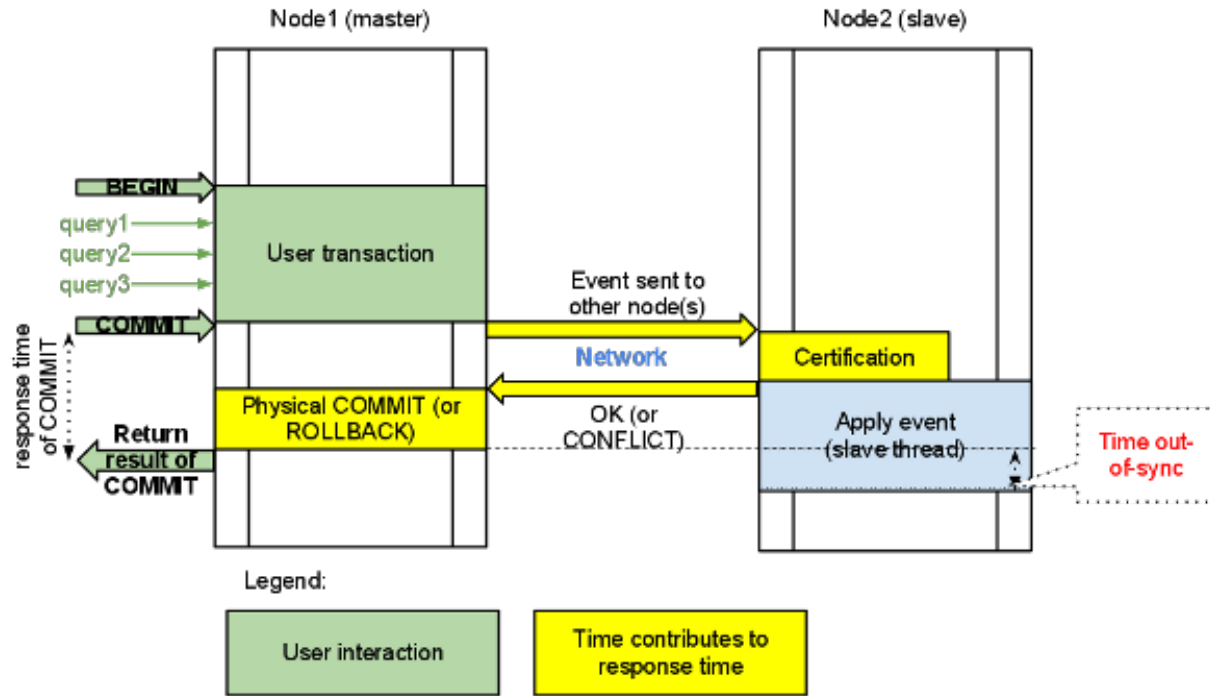 Node1 (master)
Node2 (slave)
BEGIN
query1
query2
query3
User transaction
COMMIT
Event sent to
other node(s)
Network
Certification
response time
of COMMIT
Physical COMMIT (or
ROLLBACK)
OK (or
CONFLICT)
Apply event
(slave thread)
Return
result of
COMMIT
Time out-
of-sync
Legend:
User interaction
Time contributes to
response time